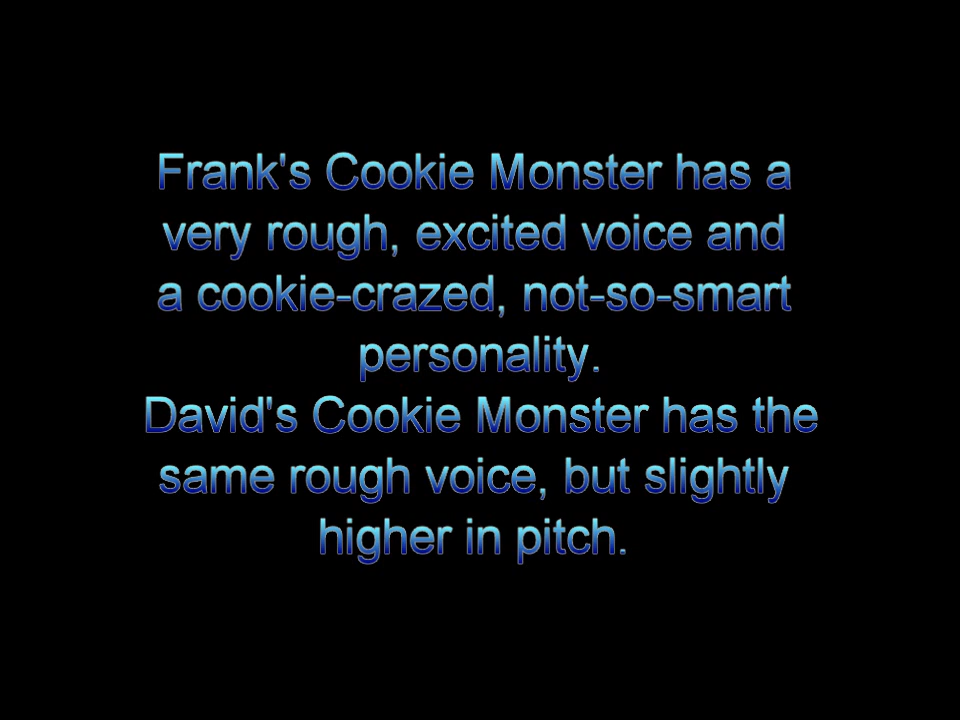 Frank's Cookie Monster has a
very rough, excited voice and
a cookie-crazed, not-so-smart
personality.
David's Cookie Monster has the
same rough voice, but slightly
higher in pitch.